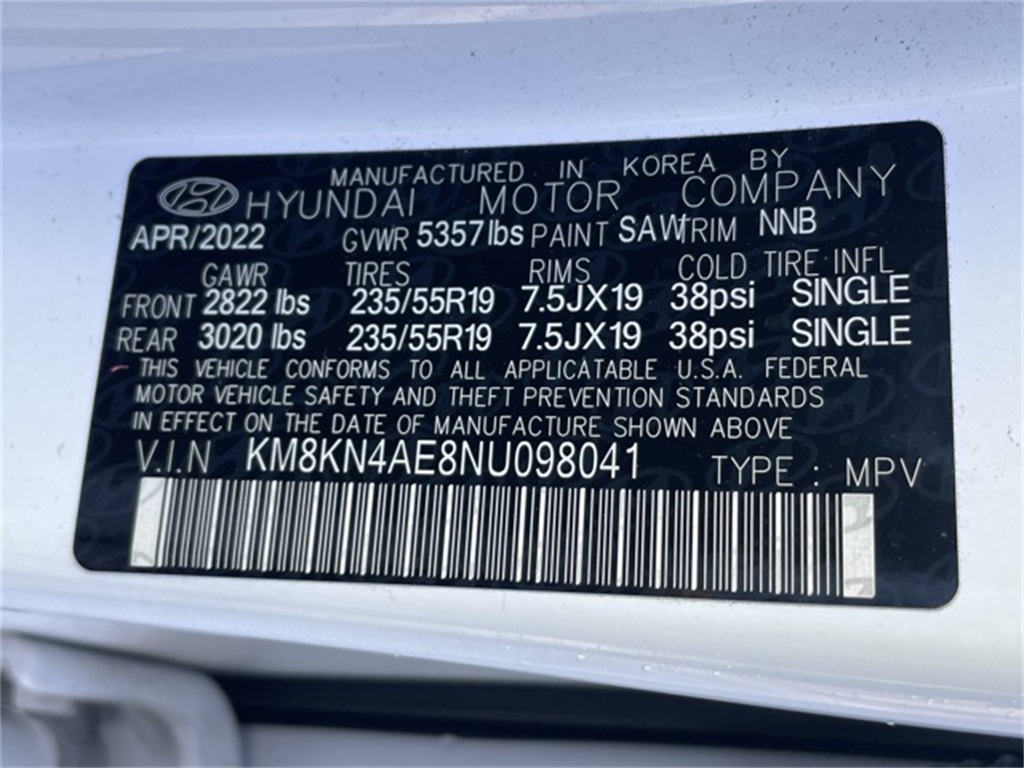 MANUFACTURED IN KOREA BY
HYUNDAI MOTOR COMPANY
APR/2022 GVWR 5357 lbs PAINT SAW TRIM NNB
GAWR TIRES RIMS COLD TIRE INFL
FRONT 2822 lbs 235/55R19 7.5JX19 38psi SINGLE
REAR 3020 lbs 235/55R19 7.5JX19 38psi SINGLE
THIS VEHICLE CONFORMS TO ALL APPLICATABLE U.S.A. FEDERAL
MOTOR VEHICLE SAFETY AND THEFT PREVENTION STANDARDS
IN EFFECT ON THE DATE OF MANUFACTURE SHOWN ABOVE
V.I.N KM8KN4AE8NU098041 TYPE : MPV